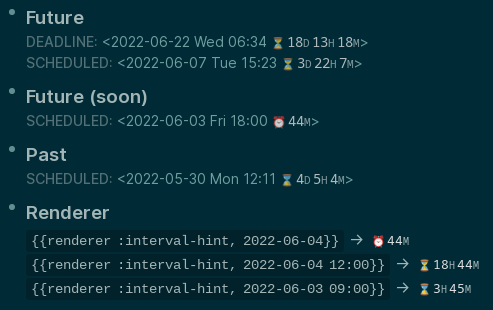 Future
DEADLINE: <2022-06-22 Wed 06:34 ⏳ 18D 13H 18M>
SCHEDULED: <2022-06-07 Tue 15:23 ⏳ 3D 22H 7M>
Future (soon)
SCHEDULED: <2022-06-03 Fri 18:00 ⏰ 44M>
Past
SCHEDULED: <2022-05-30 Mon 12:11 ⌛ 4D 5H 4M>
Renderer
{{renderer :interval-hint, 2022-06-04}} → ⏰ 44M
{{renderer :interval-hint, 2022-06-04 12:00}} → ⏳ 18H 44M
{{renderer :interval-hint, 2022-06-03 09:00}} → ⌛ 3H 45M